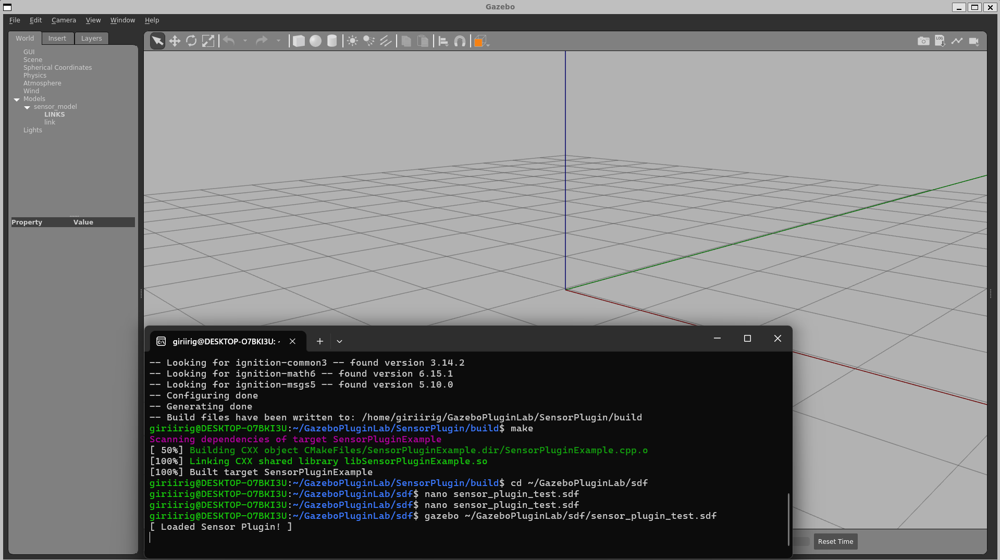 Gazebo
File Edit Camera View Window Help
World Insert Layers
LOG
GUI
Scene
Spherical Coordinates
Physics
Atmosphere
Wind
Models
sensor_model
LINKS
link
Lights
Property Value
giriirig@DESKTOP-O7BKI3U: ~
-- Looking for ignition-common3 -- found version 3.14.2
-- Looking for ignition-math6 -- found version 6.15.1
-- Looking for ignition-msgs5 -- found version 5.10.0
-- Configuring done
-- Generating done
-- Build files have been written to: /home/giriirig/GazeboPluginLab/SensorPlugin/build
giriirig@DESKTOP-O7BKI3U:~/GazeboPluginLab/SensorPlugin/build$ make
Scanning dependencies of target SensorPluginExample
[ 50%] Building CXX object CMakeFiles/SensorPluginExample.dir/SensorPluginExample.cpp.o
[100%] Linking CXX shared library libSensorPluginExample.so
[100%] Built target SensorPluginExample
giriirig@DESKTOP-O7BKI3U:~/GazeboPluginLab/SensorPlugin/build$ cd ~/GazeboPluginLab/sdf
giriirig@DESKTOP-O7BKI3U:~/GazeboPluginLab/sdf$ nano sensor_plugin_test.sdf
giriirig@DESKTOP-O7BKI3U:~/GazeboPluginLab/sdf$ nano sensor_plugin_test.sdf
giriirig@DESKTOP-O7BKI3U:~/GazeboPluginLab/sdf$ gazebo ~/GazeboPluginLab/sdf/sensor_plugin_test.sdf
[ Loaded Sensor Plugin! ]
Reset Time